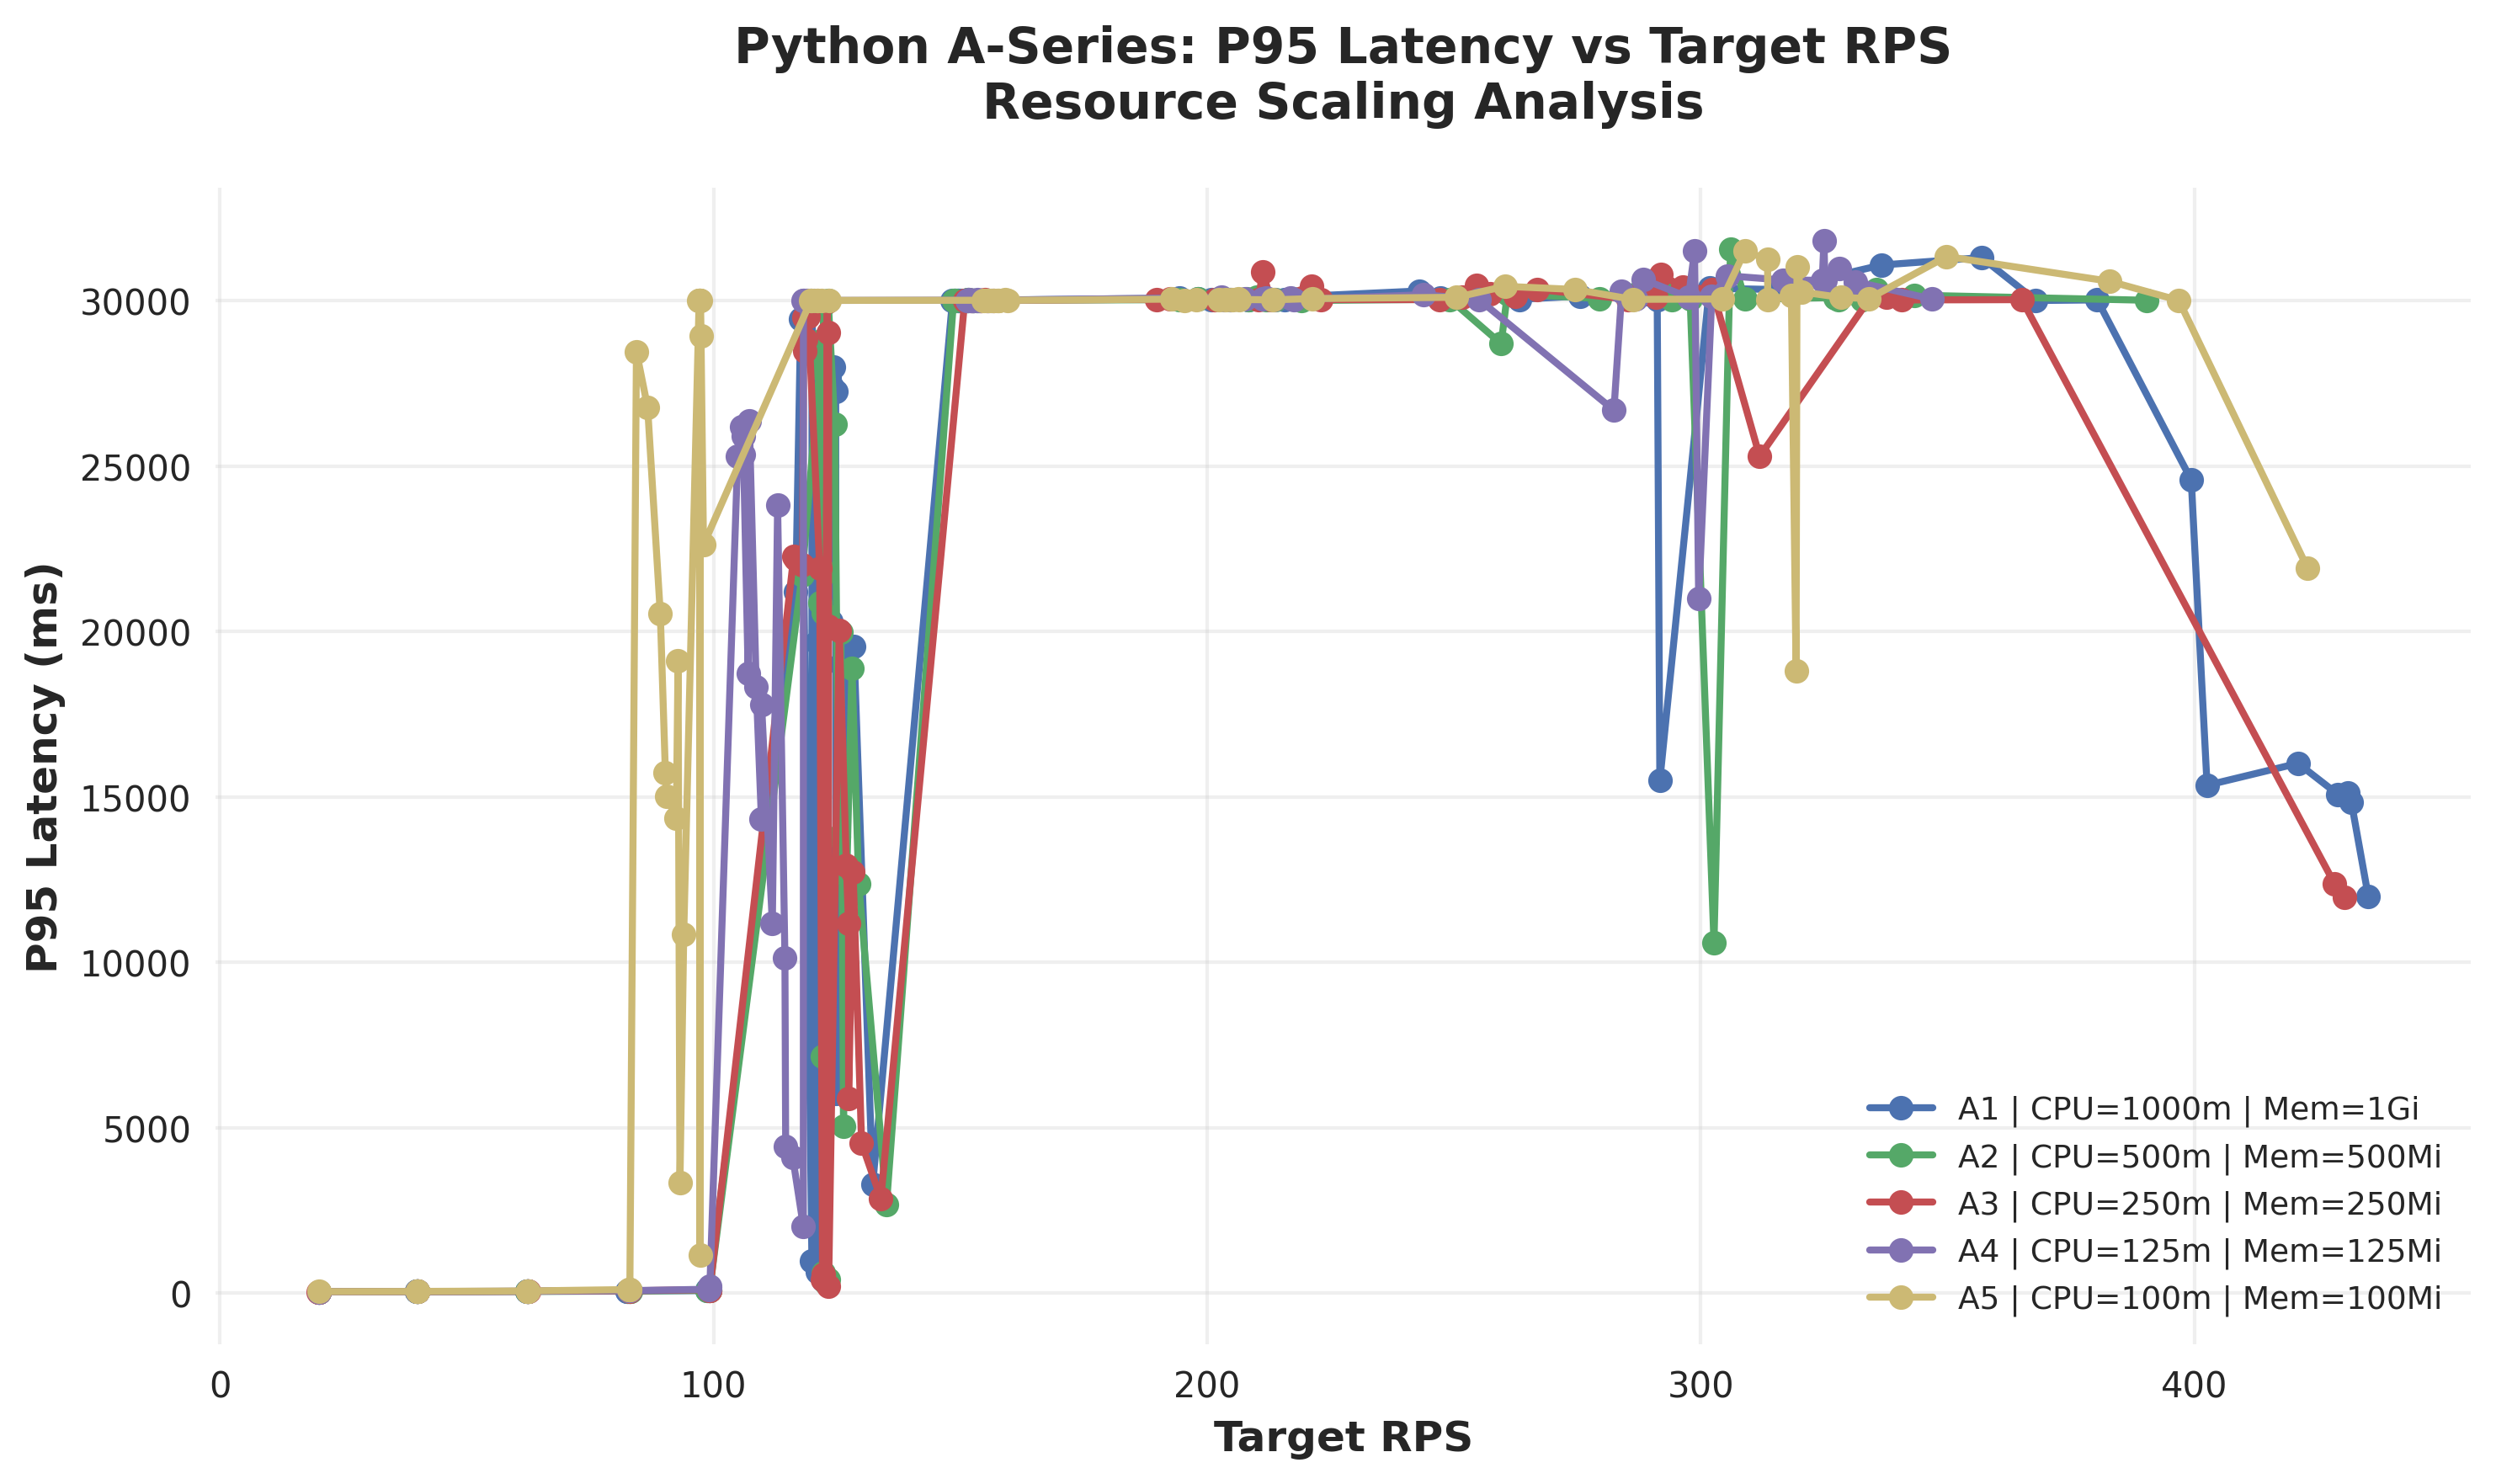 Python A-Series: P95 Latency vs Target RPS
Resource Scaling Analysis
P95 Latency (ms)
30000
25000
20000
15000
10000
5000
0
0
100
200
300
400
Target RPS
A1 | CPU=1000m | Mem=1Gi
A2 | CPU=500m | Mem=500Mi
A3 | CPU=250m | Mem=250Mi
A4 | CPU=125m | Mem=125Mi
A5 | CPU=100m | Mem=100Mi